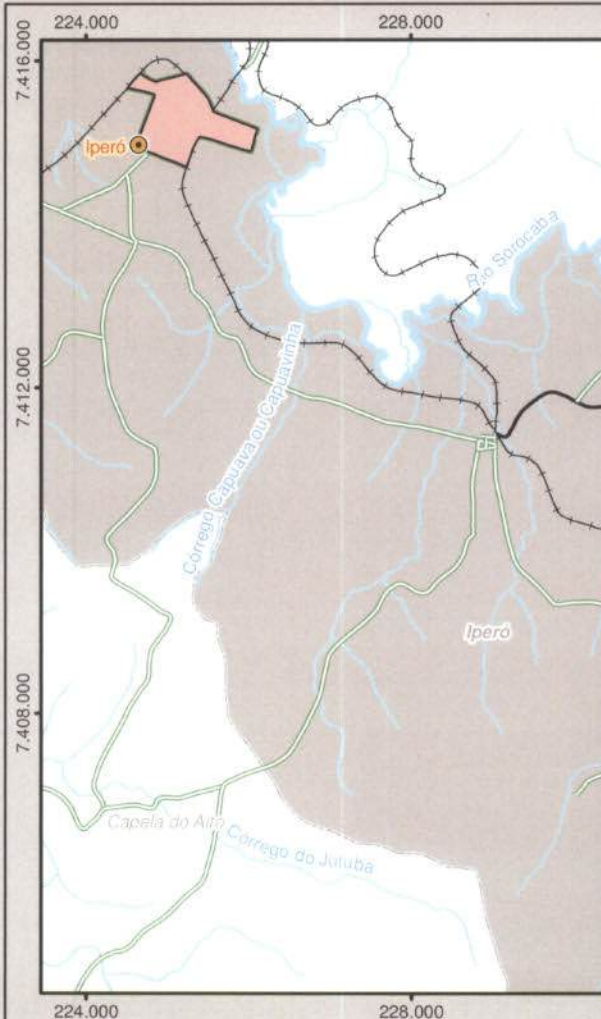 224.000
228.000
7.416.000
Iperó
Rio Sorocaba
7.412.000
Córrego Capuava ou Capuavinha
Iperó
7.408.000
Capela do Alto
Córrego do Jutuba
224.000
228.000